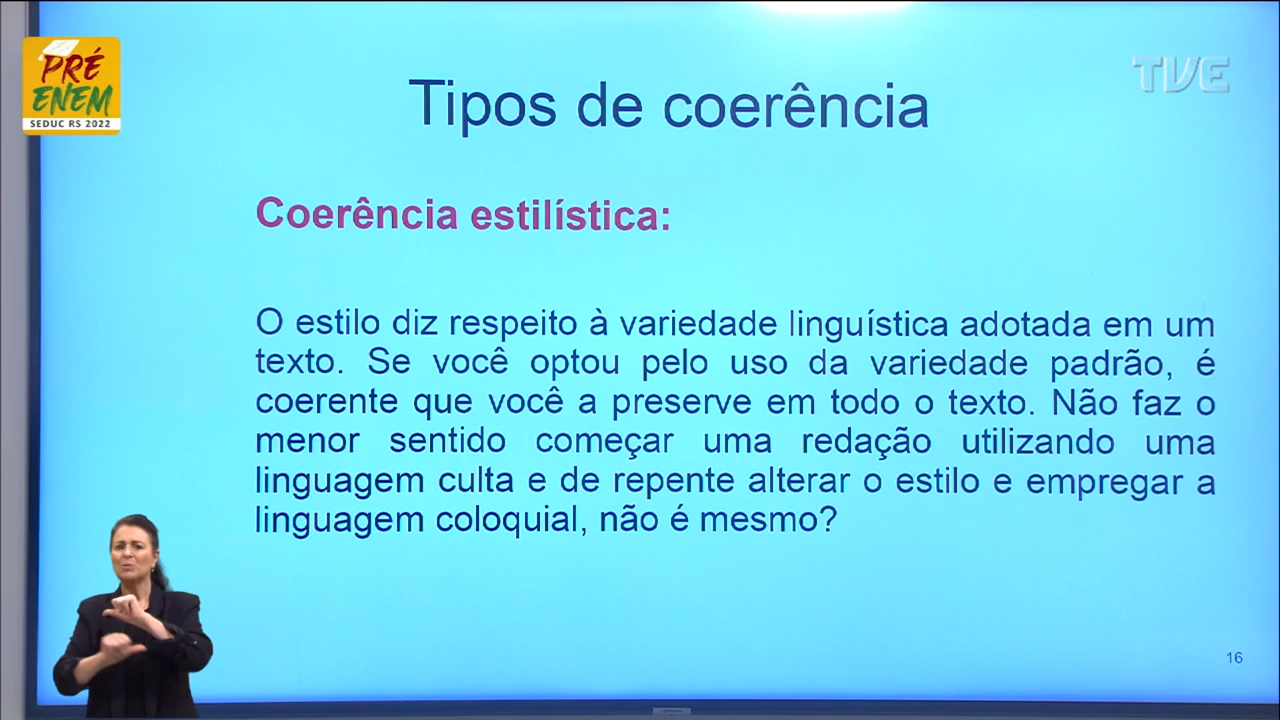 PRÉ
ENEM
SEDUC RS 2022
TVE
Tipos de coerência
Coerência estilística:
O estilo diz respeito à variedade linguística adotada em um
texto. Se você optou pelo uso da variedade padrão, é
coerente que você a preserve em todo o texto. Não faz o
menor sentido começar uma redação utilizando uma
linguagem culta e de repente alterar o estilo e empregar a
linguagem coloquial, não é mesmo?
16